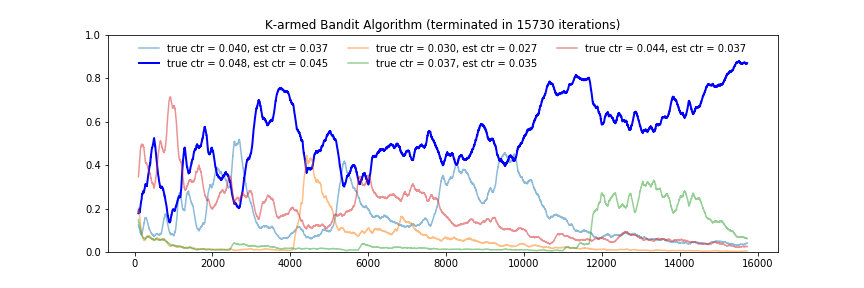 K-armed Bandit Algorithm (terminated in 15730 iterations)
1.0
true ctr = 0.040, est ctr = 0.037
true ctr = 0.030, est ctr = 0.027
true ctr = 0.044, est ctr = 0.037
true ctr = 0.048, est ctr = 0.045
true ctr = 0.037, est ctr = 0.035
0.8
0.6
0.4
0.2
0.0
0 2000 4000 6000 8000 10000 12000 14000 16000